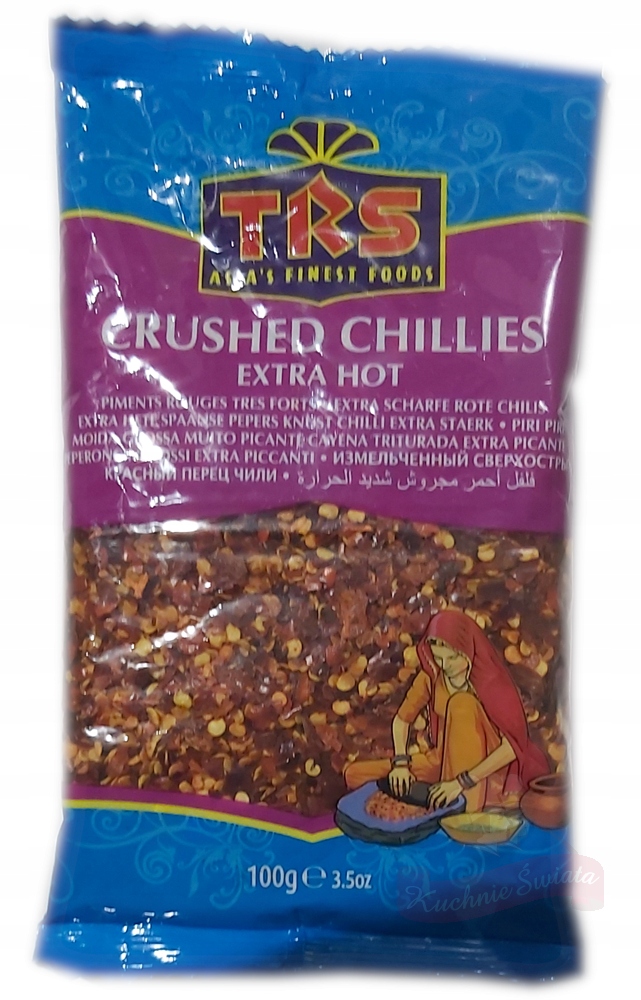 TRS
ASIA'S FINEST FOODS
CRUSHED CHILLIES
EXTRA HOT
PIMENTS ROUGES TRES FORTS • EXTRA SCHARFE ROTE CHILIS
EXTRA HETE SPAANSE PEPERS KNUST CHILLI EXTRA STAERK • PIRI PIRI
MOIDA GROSSA MUITO PICANTE CAYENA TRITURADA EXTRA PICANTE
ROSSI EXTRA PICCANTI • ИЗМЕЛЬЧЕННЫЙ
КРАСНЫЙ ПЕРЕЦ ЧИЛИ • فلفل أحمر مجروش شديد الحرارة
100g ℮ 3.5oz
Kuchnie Świata